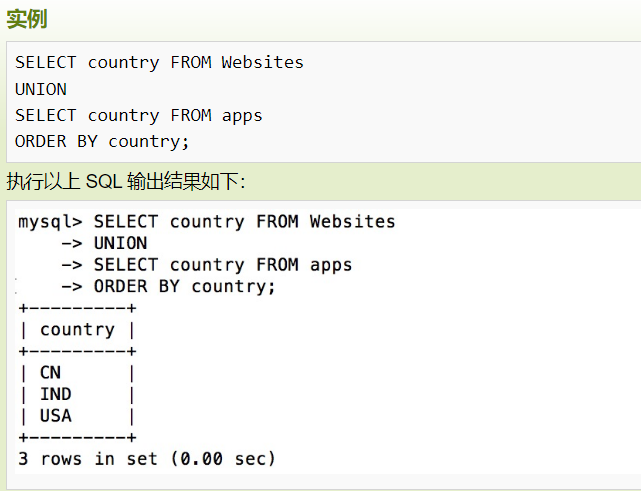 实例
SELECT country FROM Websites
UNION
SELECT country FROM apps
ORDER BY country;
执行以上 SQL 输出结果如下：
mysql> SELECT country FROM Websites
    -> UNION
    -> SELECT country FROM apps
    -> ORDER BY country;
+---------+
| country |
+---------+
| CN      |
| IND     |
| USA     |
+---------+
3 rows in set (0.00 sec)